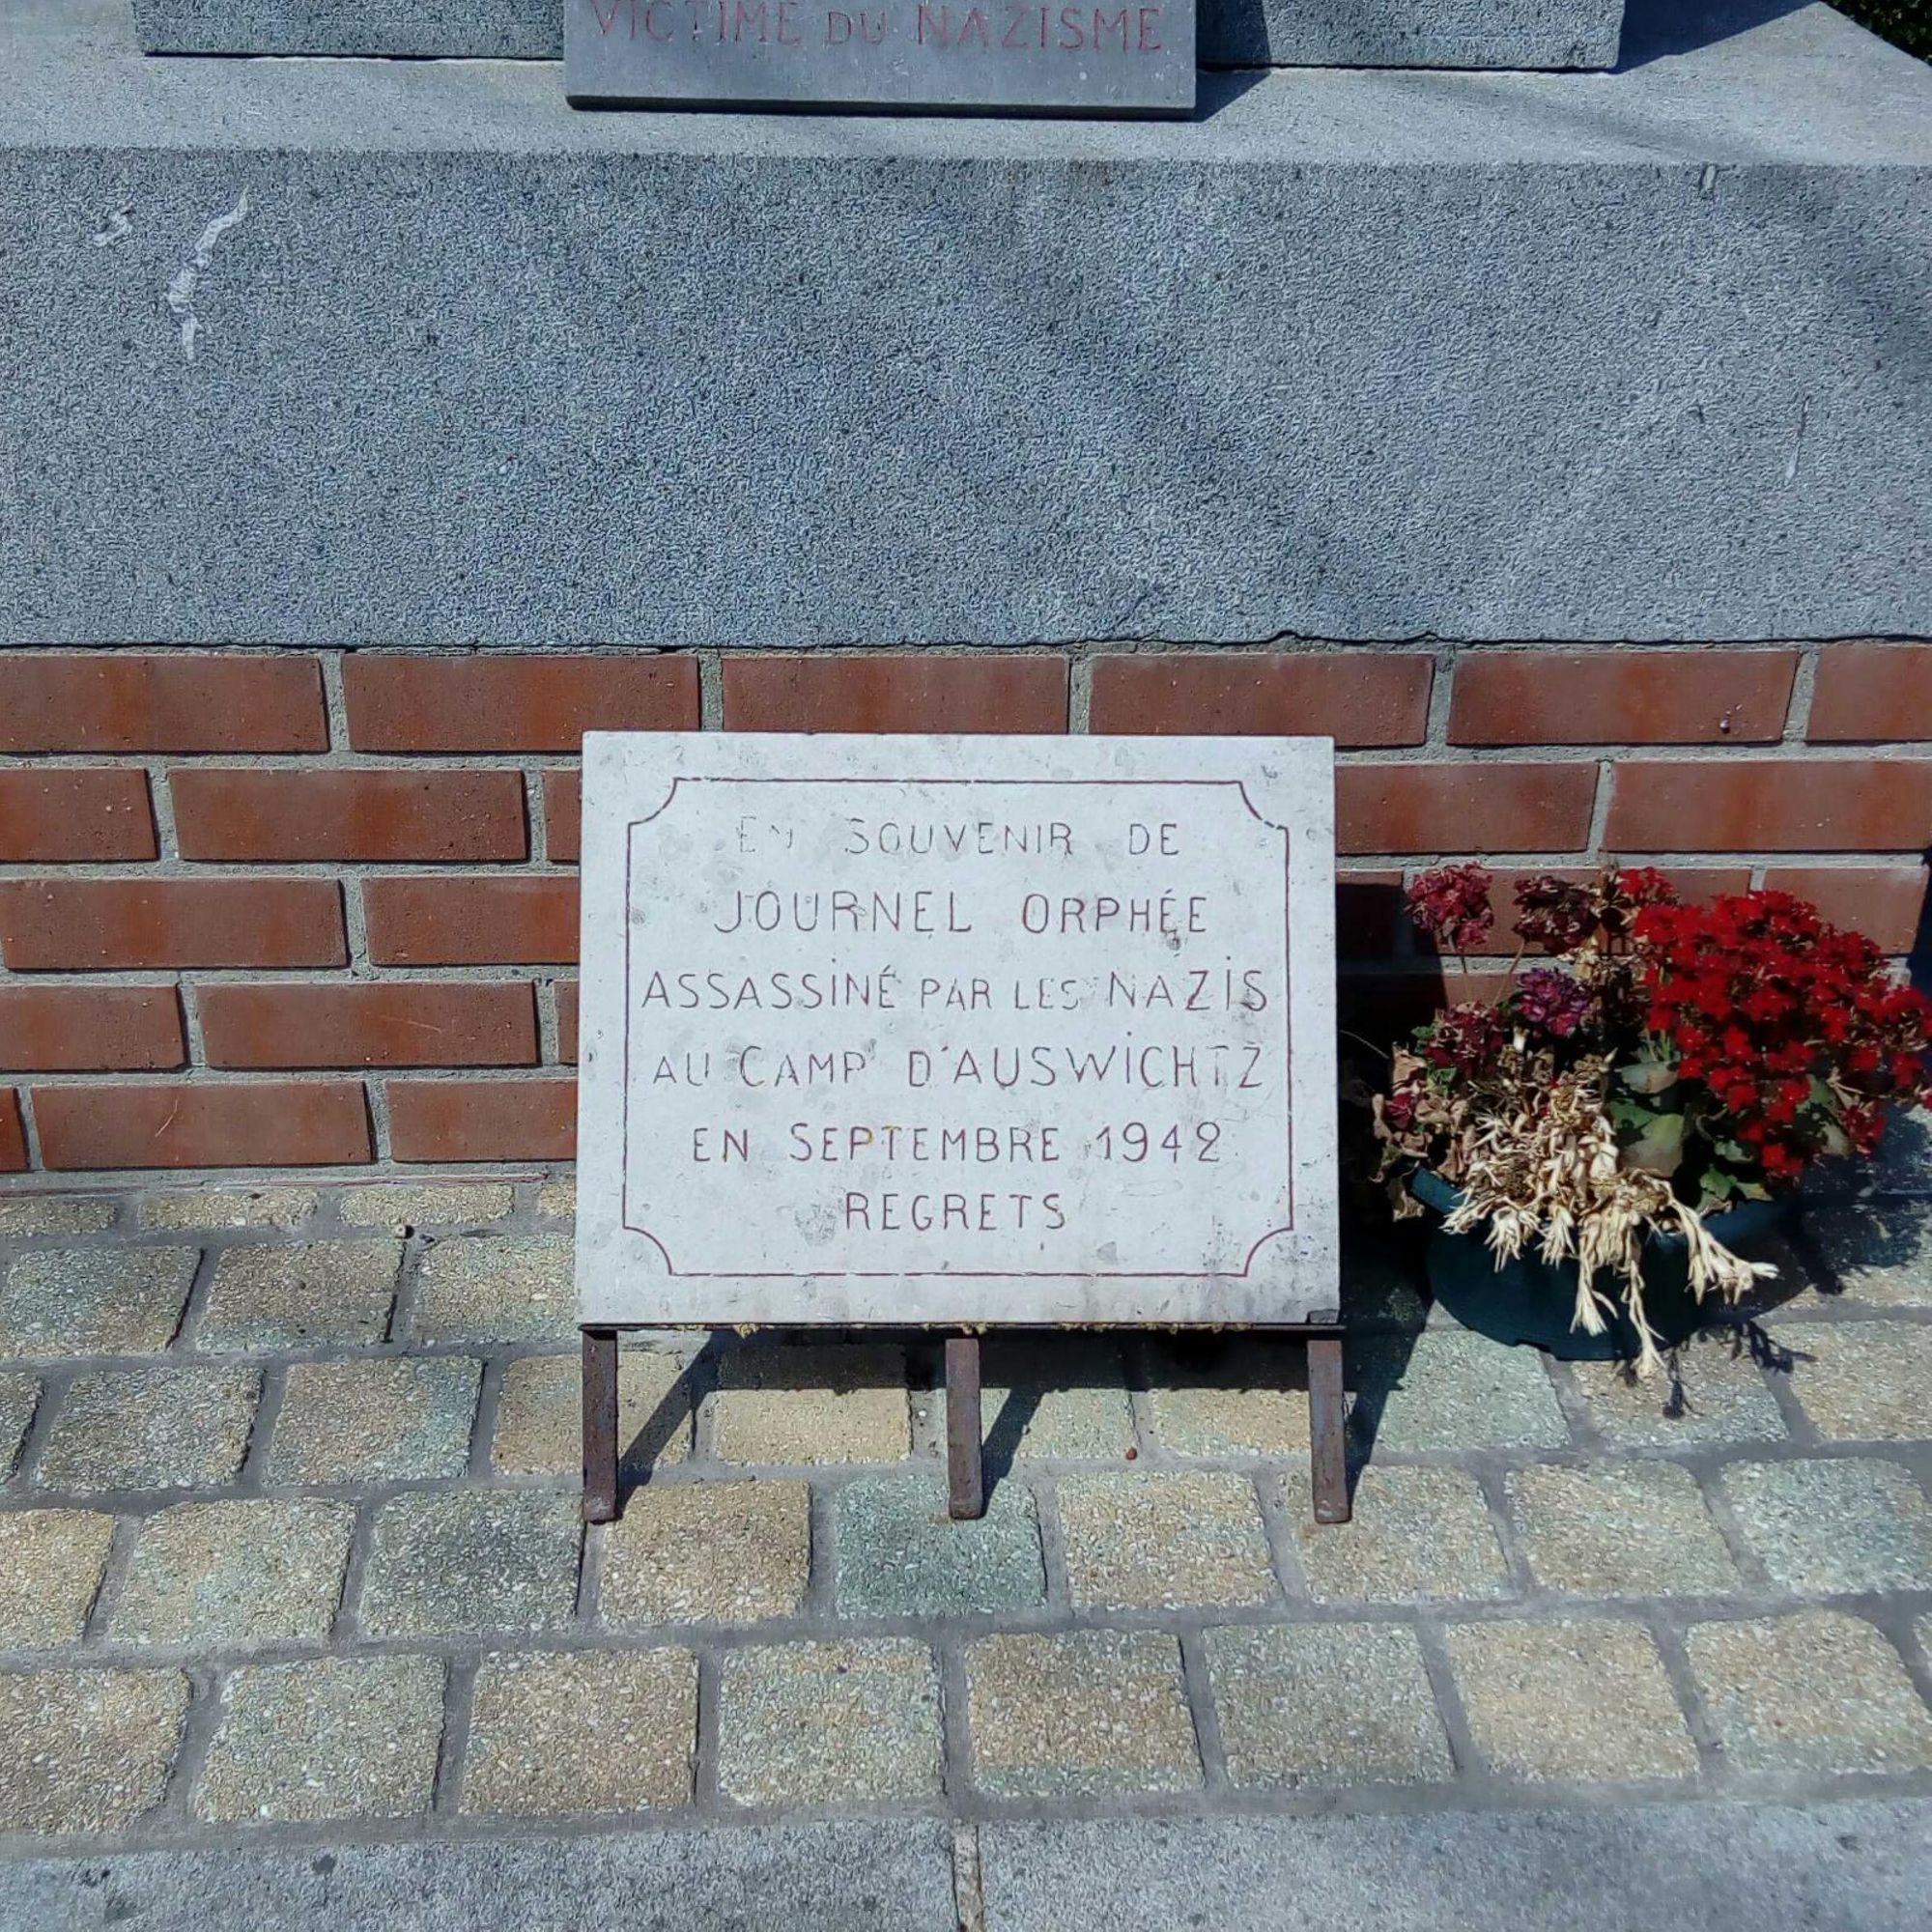 VICTIME DU NAZISME
EN SOUVENIR DE
JOURNEL ORPHÉE
ASSASSINÉ PAR LES NAZIS
AU CAMP D'AUSWICHTZ
EN SEPTEMBRE 1942
REGRETS